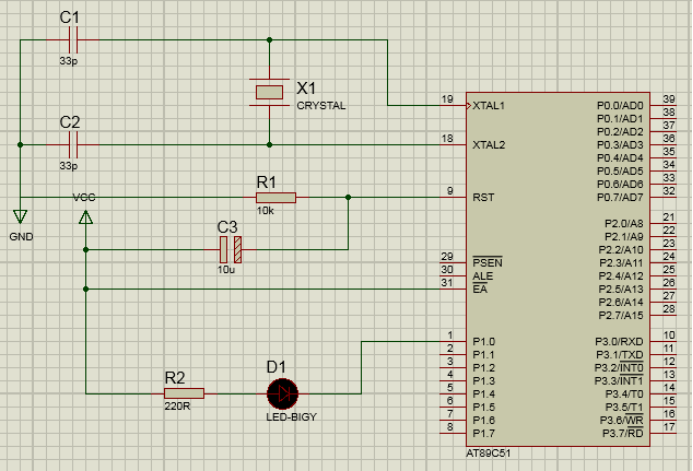 C1
33p
X1
CRYSTAL
C2
33p
VCC
GND
R1
10k
C3
10u
R2
220R
D1
LED-BIGY
19 XTAL1
18 XTAL2
9 RST
29 PSEN
30 ALE
31 EA
1 P1.0
2 P1.1
3 P1.2
4 P1.3
5 P1.4
6 P1.5
7 P1.6
8 P1.7
P0.0/AD0 39
P0.1/AD1 38
P0.2/AD2 37
P0.3/AD3 36
P0.4/AD4 35
P0.5/AD5 34
P0.6/AD6 33
P0.7/AD7 32
P2.0/A8 21
P2.1/A9 22
P2.2/A10 23
P2.3/A11 24
P2.4/A12 25
P2.5/A13 26
P2.6/A14 27
P2.7/A15 28
P3.0/RXD 10
P3.1/TXD 11
P3.2/INT0 12
P3.3/INT1 13
P3.4/T0 14
P3.5/T1 15
P3.6/WR 16
P3.7/RD 17
AT89C51